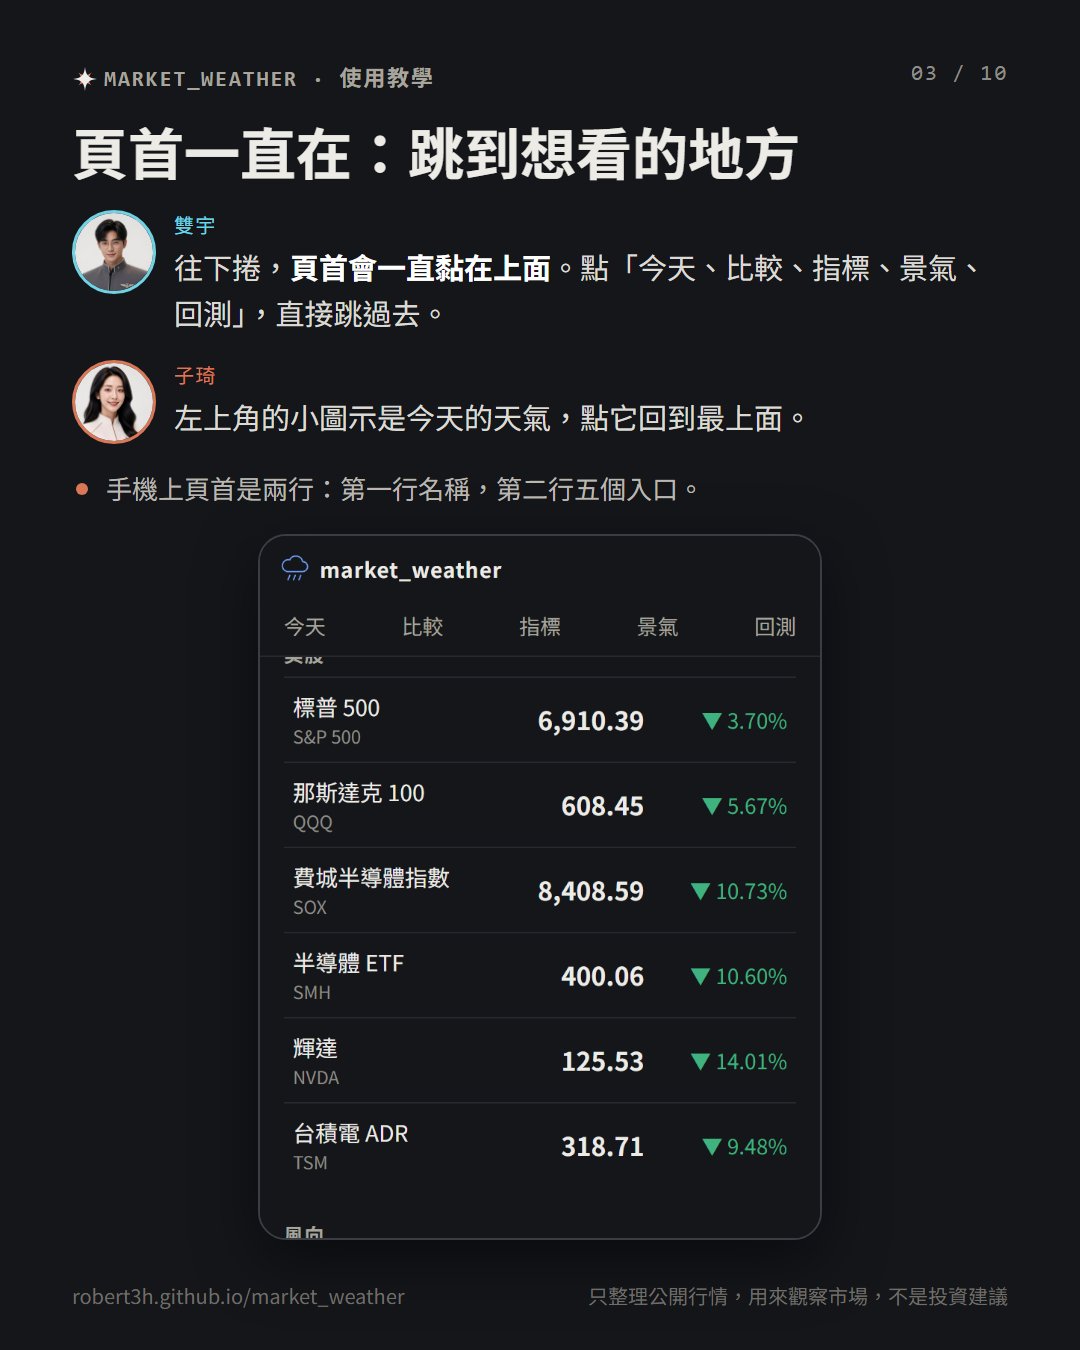 MARKET_WEATHER · 使用教學
03 / 10
頁首一直在：跳到想看的地方
雙宇
往下捲，頁首會一直黏在上面。點「今天、比較、指標、景氣、
回測」，直接跳過去。
子琦
左上角的小圖示是今天的天氣，點它回到最上面。
手機上頁首是兩行：第一行名稱，第二行五個入口。
market_weather
今天 比較 指標 景氣 回測
標普 500
S&P 500
6,910.39 ▼ 3.70%
那斯達克 100
QQQ
608.45 ▼ 5.67%
費城半導體指數
SOX
8,408.59 ▼ 10.73%
半導體 ETF
SMH
400.06 ▼ 10.60%
輝達
NVDA
125.53 ▼ 14.01%
台積電 ADR
TSM
318.71 ▼ 9.48%
風向
robert3h.github.io/market_weather
只整理公開行情，用來觀察市場，不是投資建議